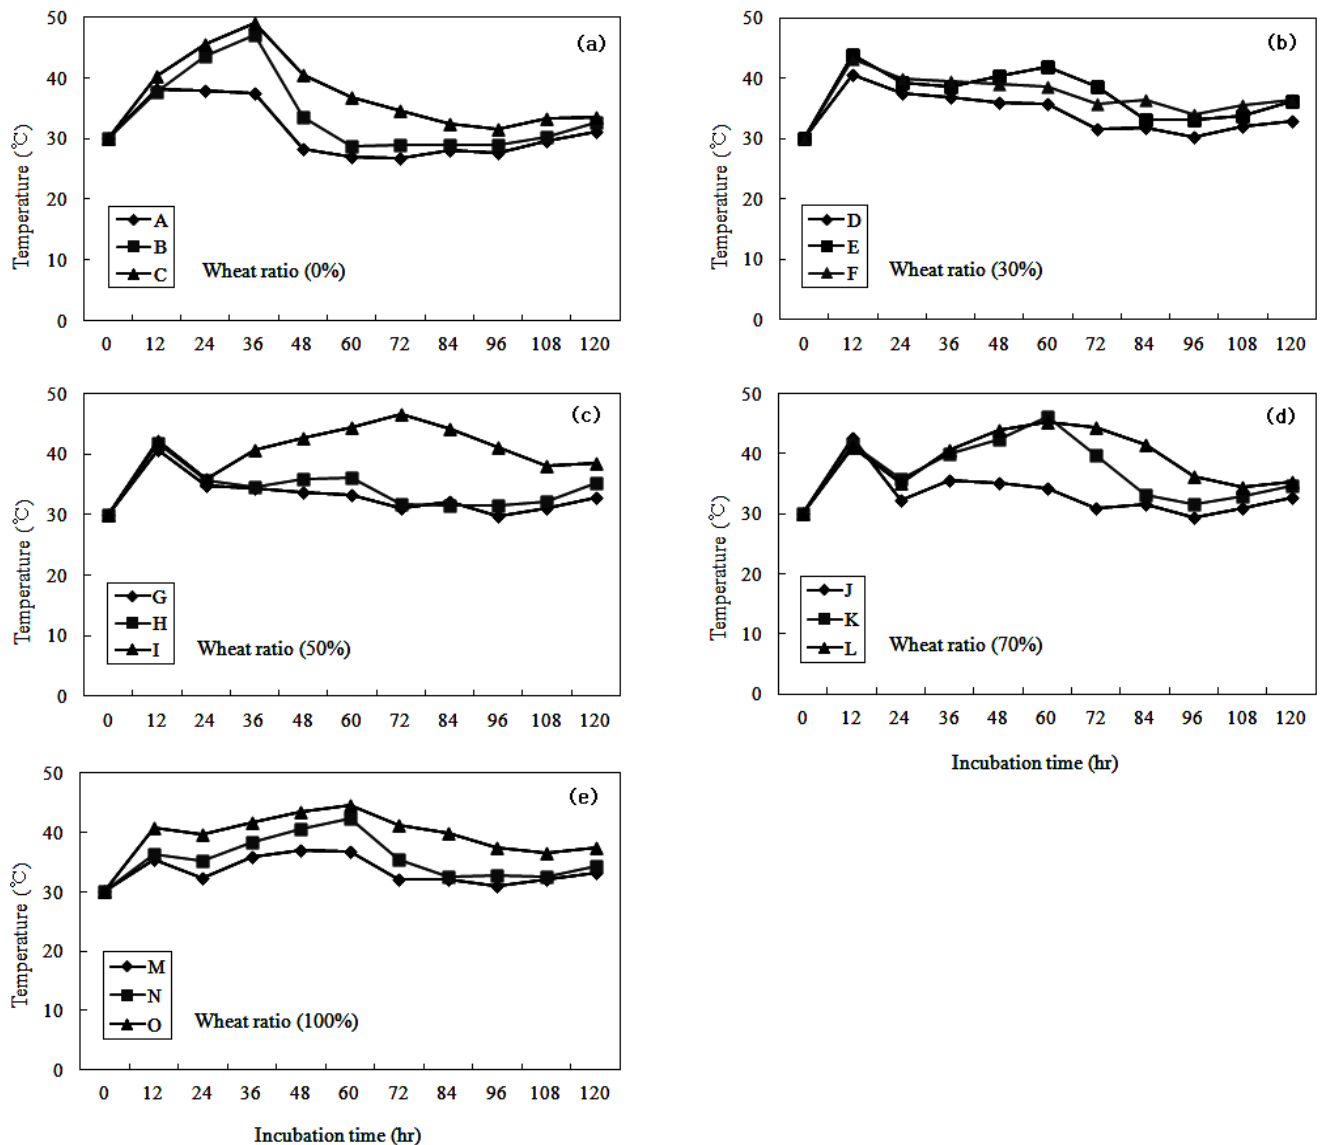 50
40
30
20
10
0
Temperature (℃)
(a)
A
B
C
Wheat ratio (0%)
0 12 24 36 48 60 72 84 96 108 120
50
40
30
20
10
0
Temperature (℃)
(b)
D
E
F
Wheat ratio (30%)
0 12 24 36 48 60 72 84 96 108 120
50
40
30
20
10
0
Temperature (℃)
(c)
G
H
I
Wheat ratio (50%)
0 12 24 36 48 60 72 84 96 108 120
50
40
30
20
10
0
Temperature (℃)
(d)
J
K
L
Wheat ratio (70%)
0 12 24 36 48 60 72 84 96 108 120
Incubation time (hr)
50
40
30
20
10
0
Temperature (℃)
(e)
M
N
O
Wheat ratio (100%)
0 12 24 36 48 60 72 84 96 108 120
Incubation time (hr)